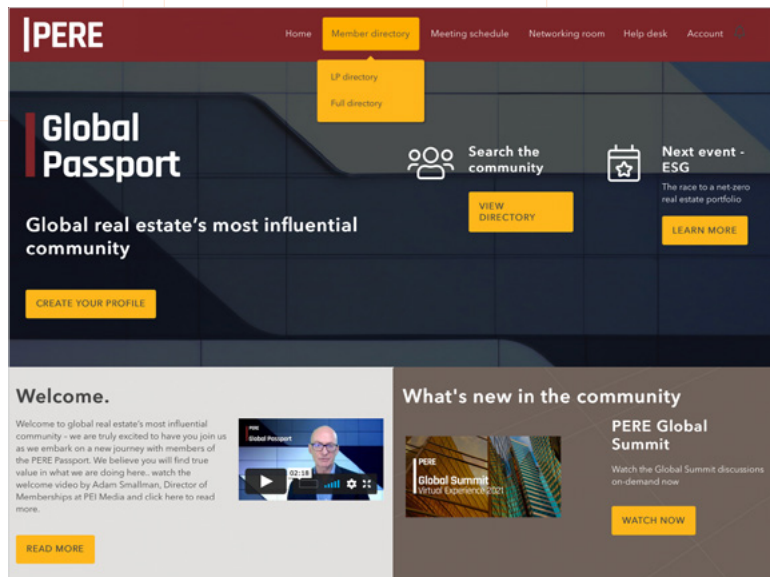 PERE
Home Member directory Meeting schedule Networking room Help desk Account
LP directory
Full directory
Global
Passport
Global real estate's most influential
community
CREATE YOUR PROFILE
Search the
community
VIEW
DIRECTORY
Next event -
ESG
The race to a net-zero
real estate portfolio
LEARN MORE
Welcome.
Welcome to global real estate's most influential
community – we are truly excited to have you join us
as we embark on a new journey with members of
the PERE Passport. We believe you will find true
value in what we are doing here.. watch the
welcome video by Adam Smallman, Director of
Memberships at PEI Media and click here to read
more.
READ MORE
PERE
Global Passport
02:18
What's new in the community
PERE
Global Summit
Virtual Experience 2021
PERE Global
Summit
Watch the Global Summit discussions
on-demand now
WATCH NOW